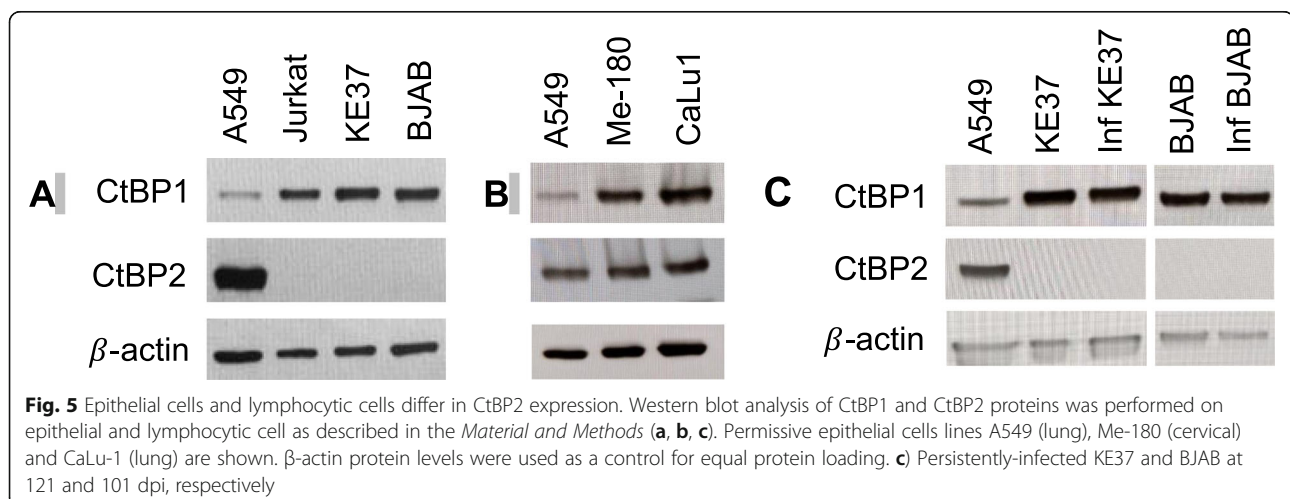 A549
Jurkat
KE37
BJAB
A549
Me-180
CaLu1
A549
KE37
Inf KE37
BJAB
Inf BJAB
A
CtBP1
CtBP2
β-actin
B
C
CtBP1
CtBP2
β-actin
Fig. 5 Epithelial cells and lymphocytic cells differ in CtBP2 expression. Western blot analysis of CtBP1 and CtBP2 proteins was performed on
epithelial and lymphocytic cell as described in the Material and Methods (a, b, c). Permissive epithelial cells lines A549 (lung), Me-180 (cervical)
and CaLu-1 (lung) are shown. β-actin protein levels were used as a control for equal protein loading. c) Persistently-infected KE37 and BJAB at
121 and 101 dpi, respectively